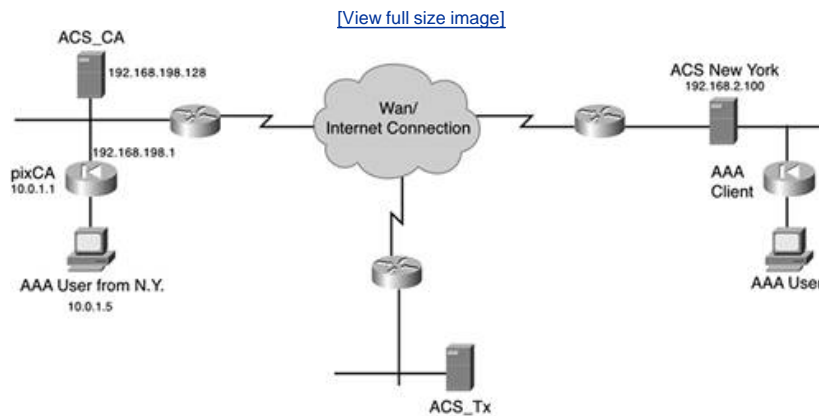 [View full size image]
ACS_CA
192.168.198.128
ACS New York
192.168.2.100
Wan/
Internet Connection
192.168.198.1
pixCA
10.0.1.1
AAA
Client
AAA User from N.Y.
10.0.1.5
AAA User
ACS_Tx